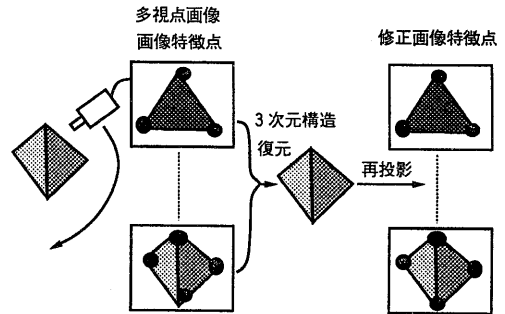 多視点画像
画像特徴点
修正画像特徴点
3次元構造
復元
再投影